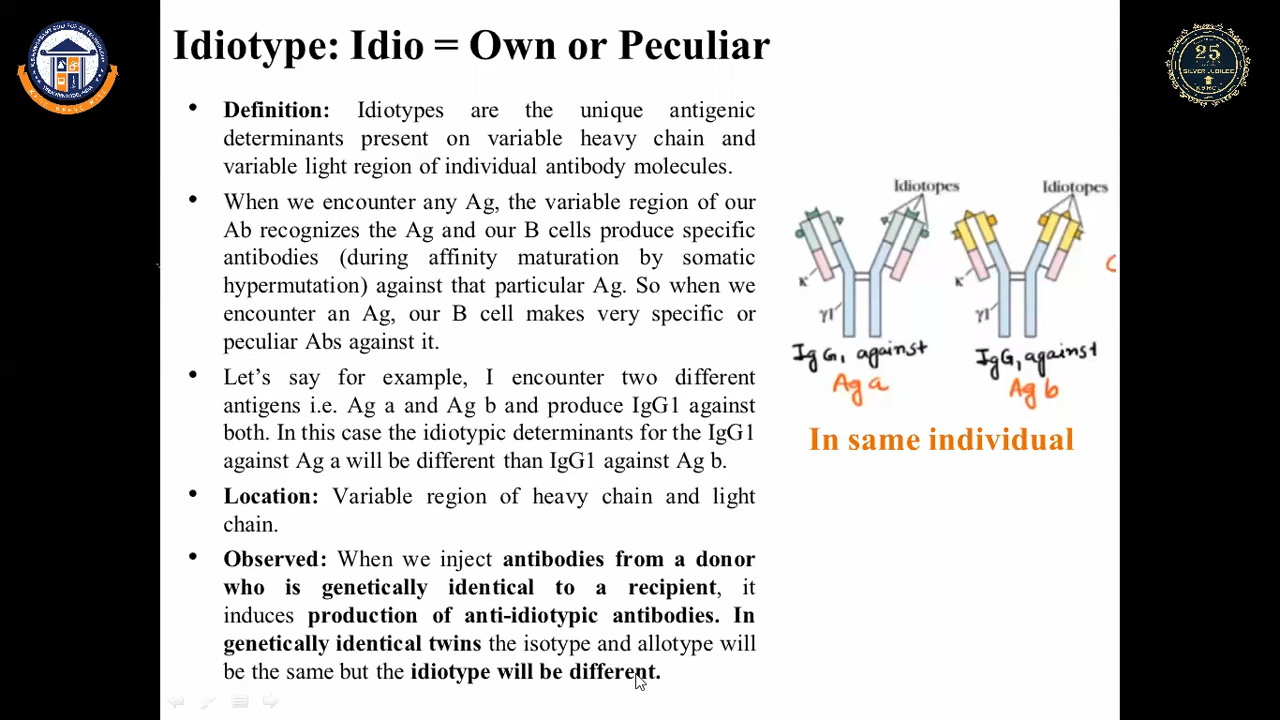 Idiotype: Idio = Own or Peculiar
• Definition: Idiotypes are the unique antigenic
determinants present on variable heavy chain and
variable light region of individual antibody molecules.
• When we encounter any Ag, the variable region of our
Ab recognizes the Ag and our B cells produce specific
antibodies (during affinity maturation by somatic
hypermutation) against that particular Ag. So when we
encounter an Ag, our B cell makes very specific or
peculiar Abs against it.
• Let’s say for example, I encounter two different
antigens i.e. Ag a and Ag b and produce IgG1 against
both. In this case the idiotypic determinants for the IgG1
against Ag a will be different than IgG1 against Ag b.
• Location: Variable region of heavy chain and light
chain.
• Observed: When we inject antibodies from a donor
who is genetically identical to a recipient, it
induces production of anti-idiotypic antibodies. In
genetically identical twins the isotype and allotype will
be the same but the idiotype will be different.
Idiotopes
κ
γ1
IgG1 against
Ag a
Idiotopes
κ
γ1
IgG1 against
Ag b
In same individual
25
SILVER JUBILEE